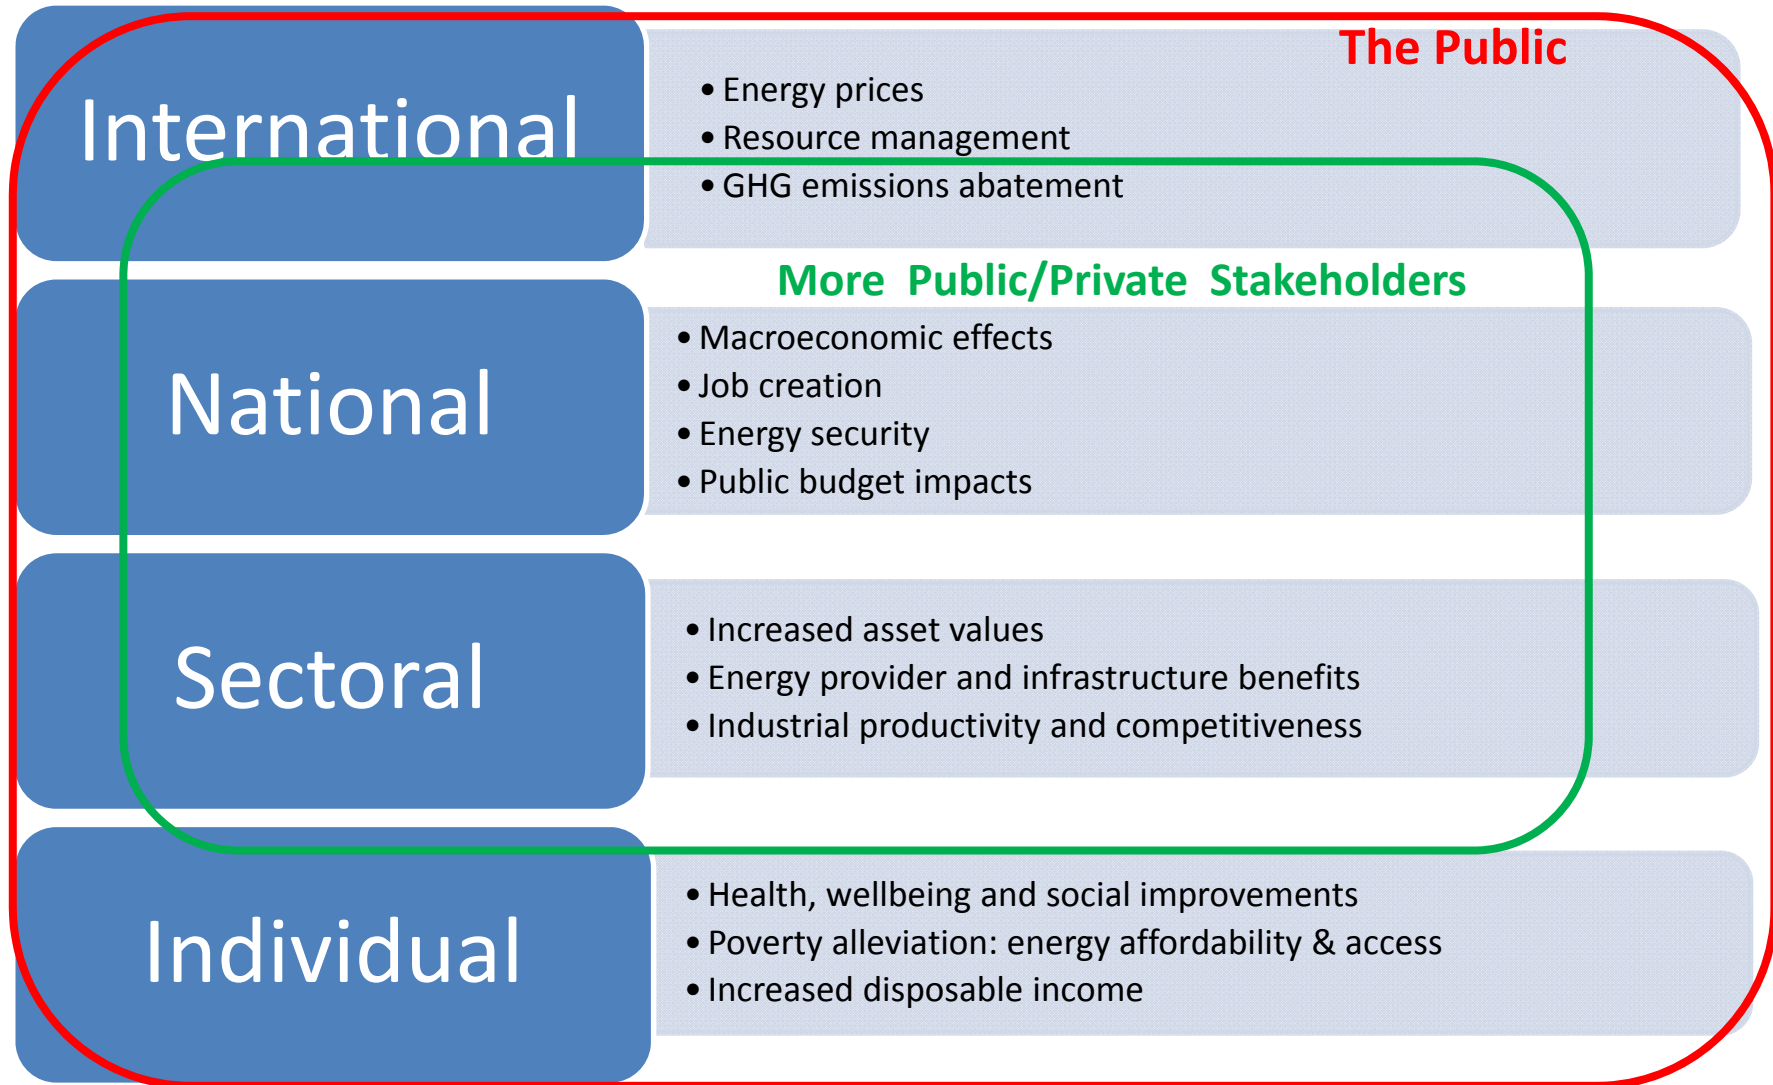 The Public
International
• Energy prices
• Resource management
• GHG emissions abatement
More Public/Private Stakeholders
National
• Macroeconomic effects
• Job creation
• Energy security
• Public budget impacts
Sectoral
• Increased asset values
• Energy provider and infrastructure benefits
• Industrial productivity and competitiveness
Individual
• Health, wellbeing and social improvements
• Poverty alleviation: energy affordability & access
• Increased disposable income